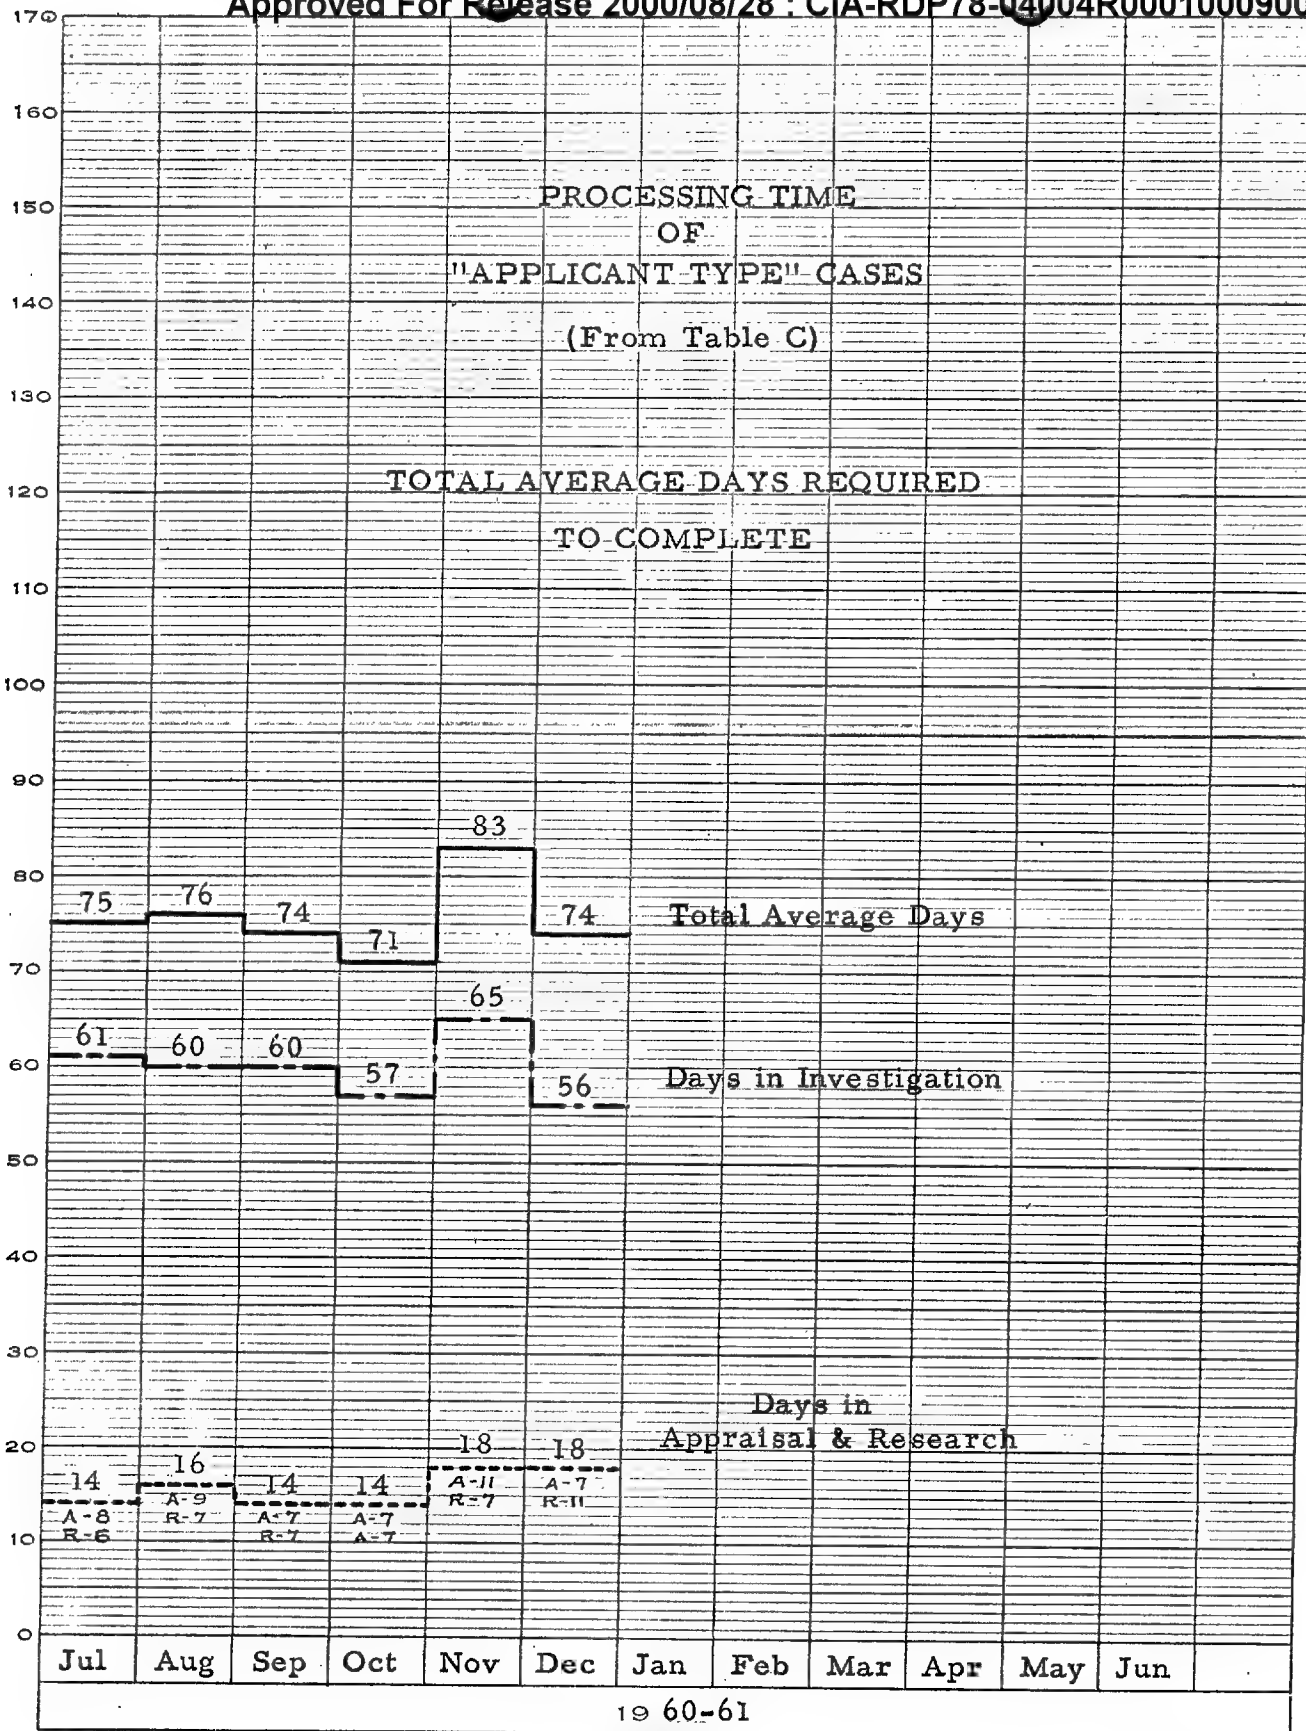 Approved For Release 2000/08/28 : CIA-RDP78-04004R0001000900
170
160
150
140
130
120
110
100
90
80
70
60
50
40
30
20
10
0
PROCESSING TIME
OF
"APPLICANT TYPE" CASES
(From Table C)
TOTAL AVERAGE DAYS REQUIRED
TO COMPLETE
75
76
74
71
83
74
Total Average Days
61
60
60
57
65
56
Days in Investigation
Days in
Appraisal & Research
14
A-8
R-6
16
A-9
R-7
14
A-7
R-7
14
A-7
A-7
18
A-11
R-7
18
A-7
R-11
Jul Aug Sep Oct Nov Dec Jan Feb Mar Apr May Jun
19 60-61